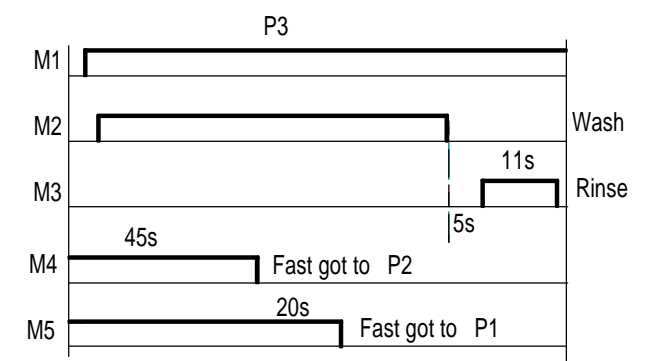 P3
M1
M2 Wash
11s
M3 Rinse
5s
45s
M4 Fast got to P2
20s
M5 Fast got to P1